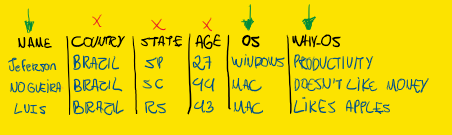 NAME COUTRY STATE AGE OS WHY-OS
Jeferson BRAZIL SP 27 WINDOWS PRODUCTIVITY
NOGUEIRA BRAZIL SC 44 MAC DOESN'T LIKE MONEY
LUIS BRAZIL RS 43 MAC LIKES APPLES